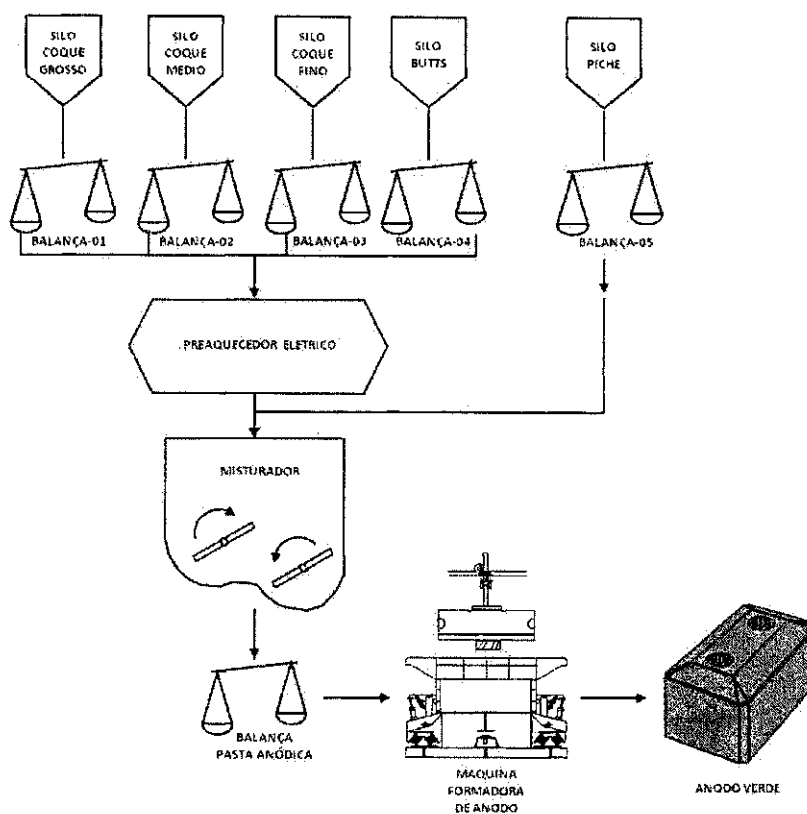 SILO
COQUE
GROSSO
SILO
COQUE
MEDIO
SILO
COQUE
FINO
SILO
BUTTS
SILO
PICHE
BALANÇA-01
BALANÇA-02
BALANÇA-03
BALANÇA-04
BALANÇA-05
PREAQUECEDOR ELETRICO
MISTURADOR
BALANÇA
PASTA ANÓDICA
MAQUINA
FORMADORA
DE ANODO
ANODO VERDE